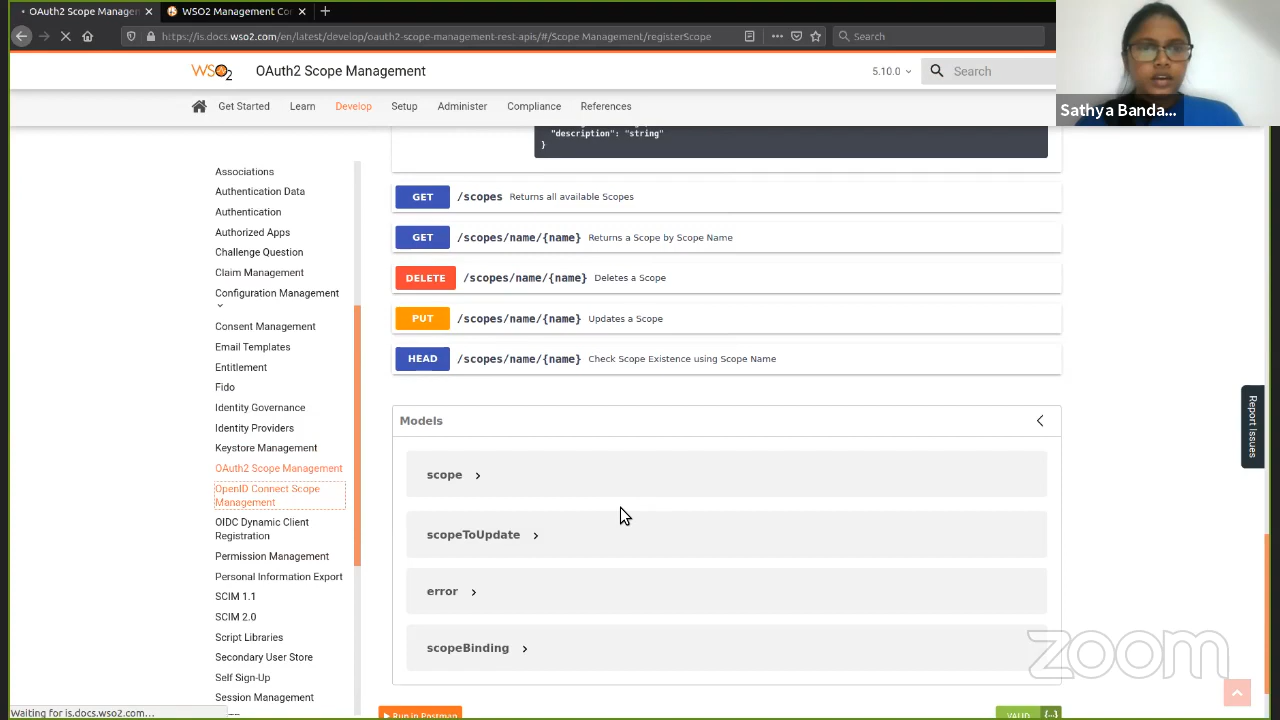 OAuth2 Scope Managemen
WSO2 Management Co
https://is.docs.wso2.com/en/latest/develop/oauth2-scope-management-rest-apis/#/Scope Management/registerScope
Search
WSO2
OAuth2 Scope Management
5.10.0
Search
Sathya Banda...
Get Started
Learn
Develop
Setup
Administer
Compliance
References
"description": "string"
}
Associations
Authentication Data
Authentication
Authorized Apps
Challenge Question
Claim Management
Configuration Management
Consent Management
Email Templates
Entitlement
Fido
Identity Governance
Identity Providers
Keystore Management
OAuth2 Scope Management
OpenID Connect Scope
Management
OIDC Dynamic Client
Registration
Permission Management
Personal Information Export
SCIM 1.1
SCIM 2.0
Script Libraries
Secondary User Store
Self Sign-Up
Session Management
GET /scopes Returns all available Scopes
GET /scopes/name/{name} Returns a Scope by Scope Name
DELETE /scopes/name/{name} Deletes a Scope
PUT /scopes/name/{name} Updates a Scope
HEAD /scopes/name/{name} Check Scope Existence using Scope Name
Models
scope
scopeToUpdate
error
scopeBinding
Run in Postman
VALID {...}
Report Issues
zoom
Waiting for is.docs.wso2.com...